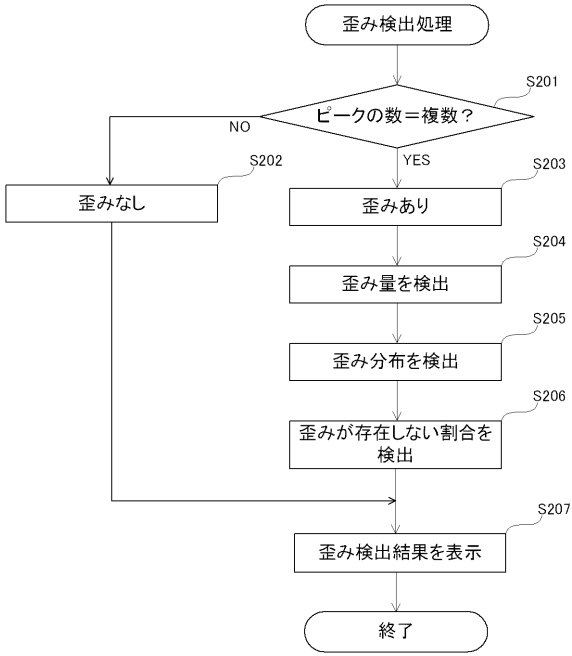 歪み検出処理
S201
ピークの数=複数?
NO
YES
S202
歪みなし
S203
歪みあり
S204
歪み量を検出
S205
歪み分布を検出
S206
歪みが存在しない割合を
検出
S207
歪み検出結果を表示
終了